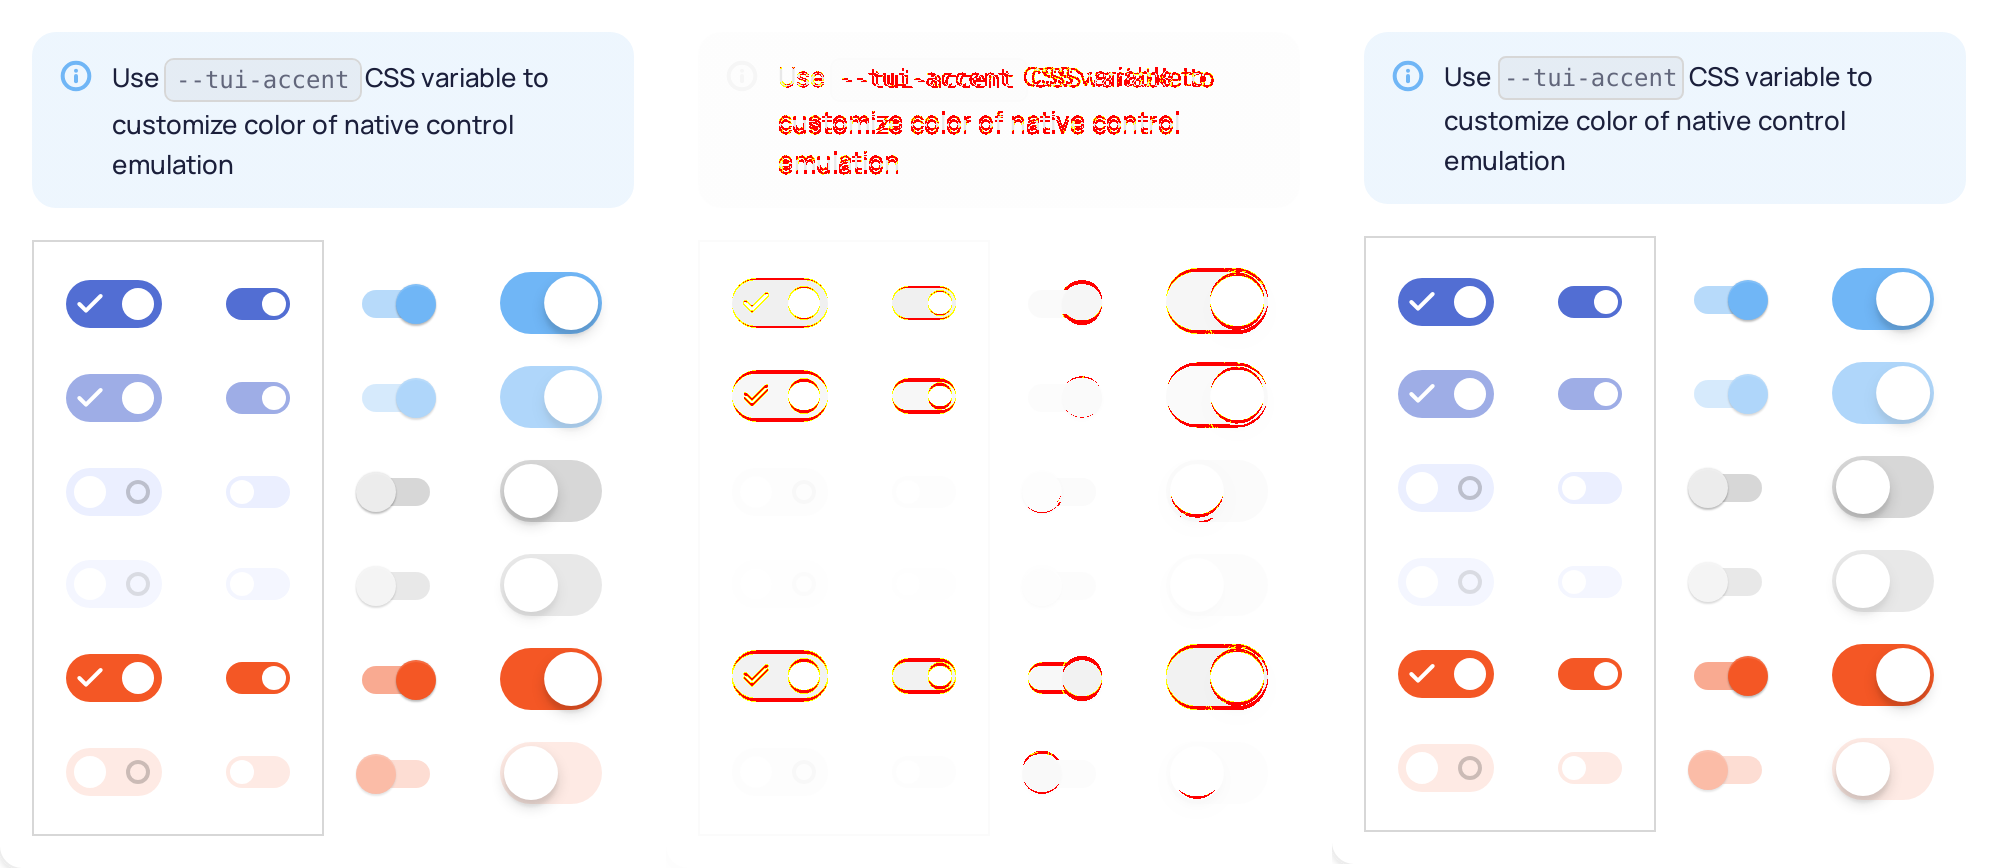 Use --tui-accent CSS variable to
customize color of native control
emulation
Use --tui-accent CSS variable to
customize color of native control
emulation
Use --tui-accent CSS variable to
customize color of native control
emulation